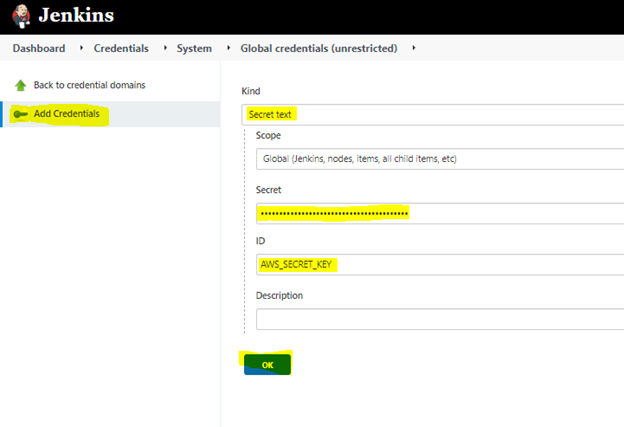 Jenkins
Dashboard Credentials System Global credentials (unrestricted)
Back to credential domains
Add Credentials
Kind
Secret text
Scope
Global (Jenkins, nodes, items, all child items, etc)
Secret
••••••••••••••••••••••••••••••••••••••••
ID
AWS_SECRET_KEY
Description
OK